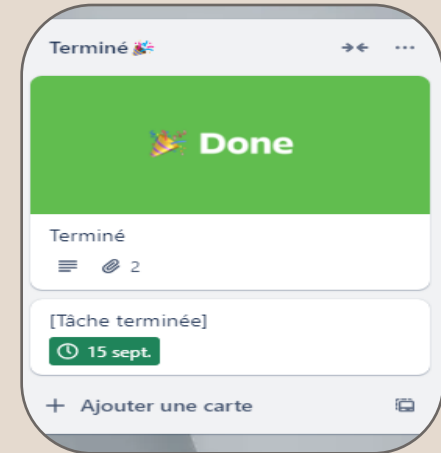 Terminé 🎉
🎉 Done
Terminé
2
[Tâche terminée]
15 sept.
+ Ajouter une carte